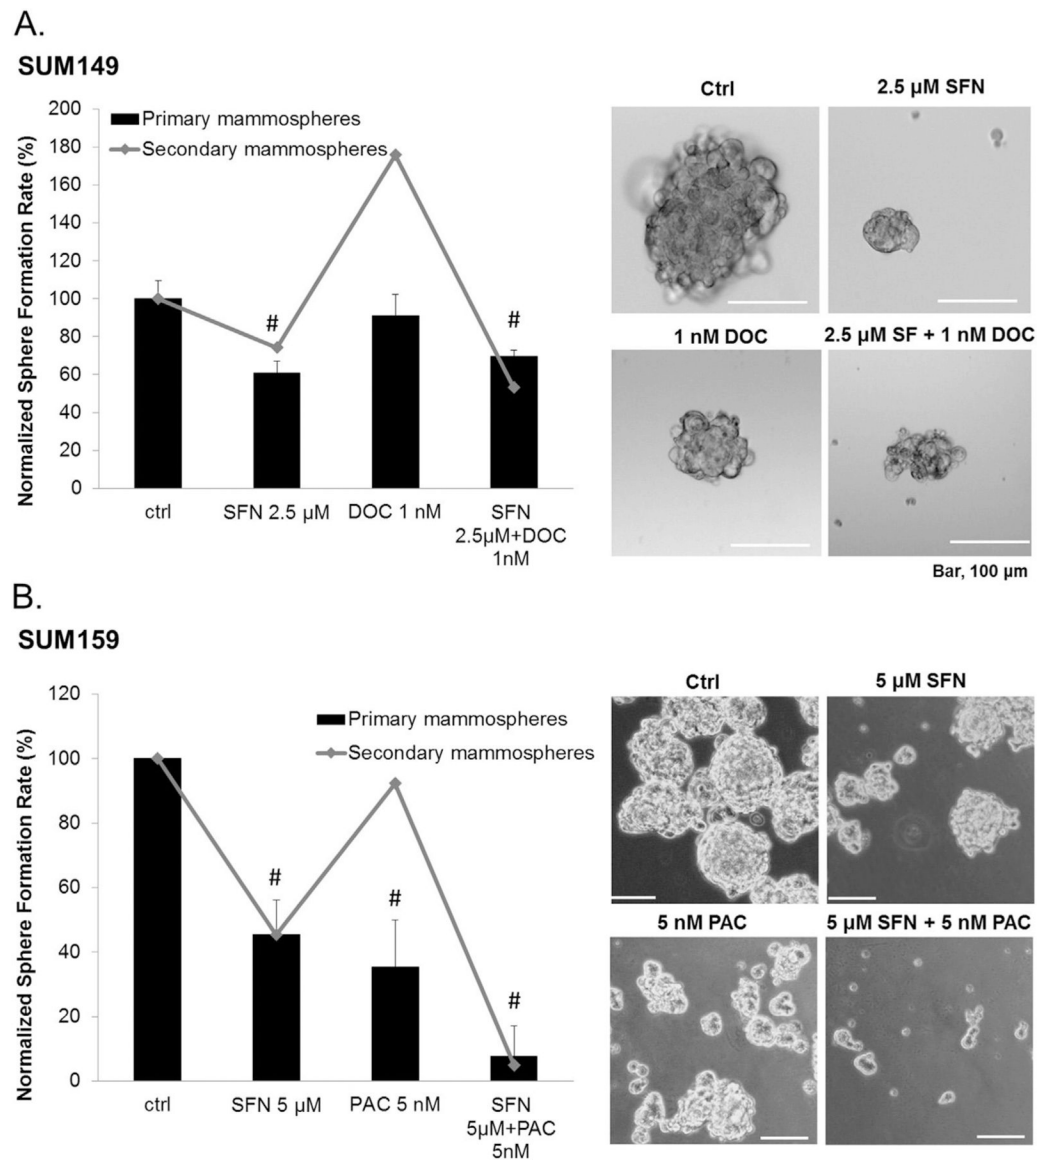 A.
SUM149
Normalized Sphere Formation Rate (%)
200
180
160
140
120
100
80
60
40
20
0
Primary mammospheres
Secondary mammospheres
#
#
ctrl
SFN 2.5 µM
DOC 1 nM
SFN
2.5µM+DOC
1nM
Ctrl
2.5 µM SFN
1 nM DOC
2.5 µM SF + 1 nM DOC
Bar, 100 µm
B.
SUM159
Normalized Sphere Formation Rate (%)
120
100
80
60
40
20
0
Primary mammospheres
Secondary mammospheres
#
#
#
ctrl
SFN 5 µM
PAC 5 nM
SFN
5µM+PAC
5nM
Ctrl
5 µM SFN
5 nM PAC
5 µM SFN + 5 nM PAC